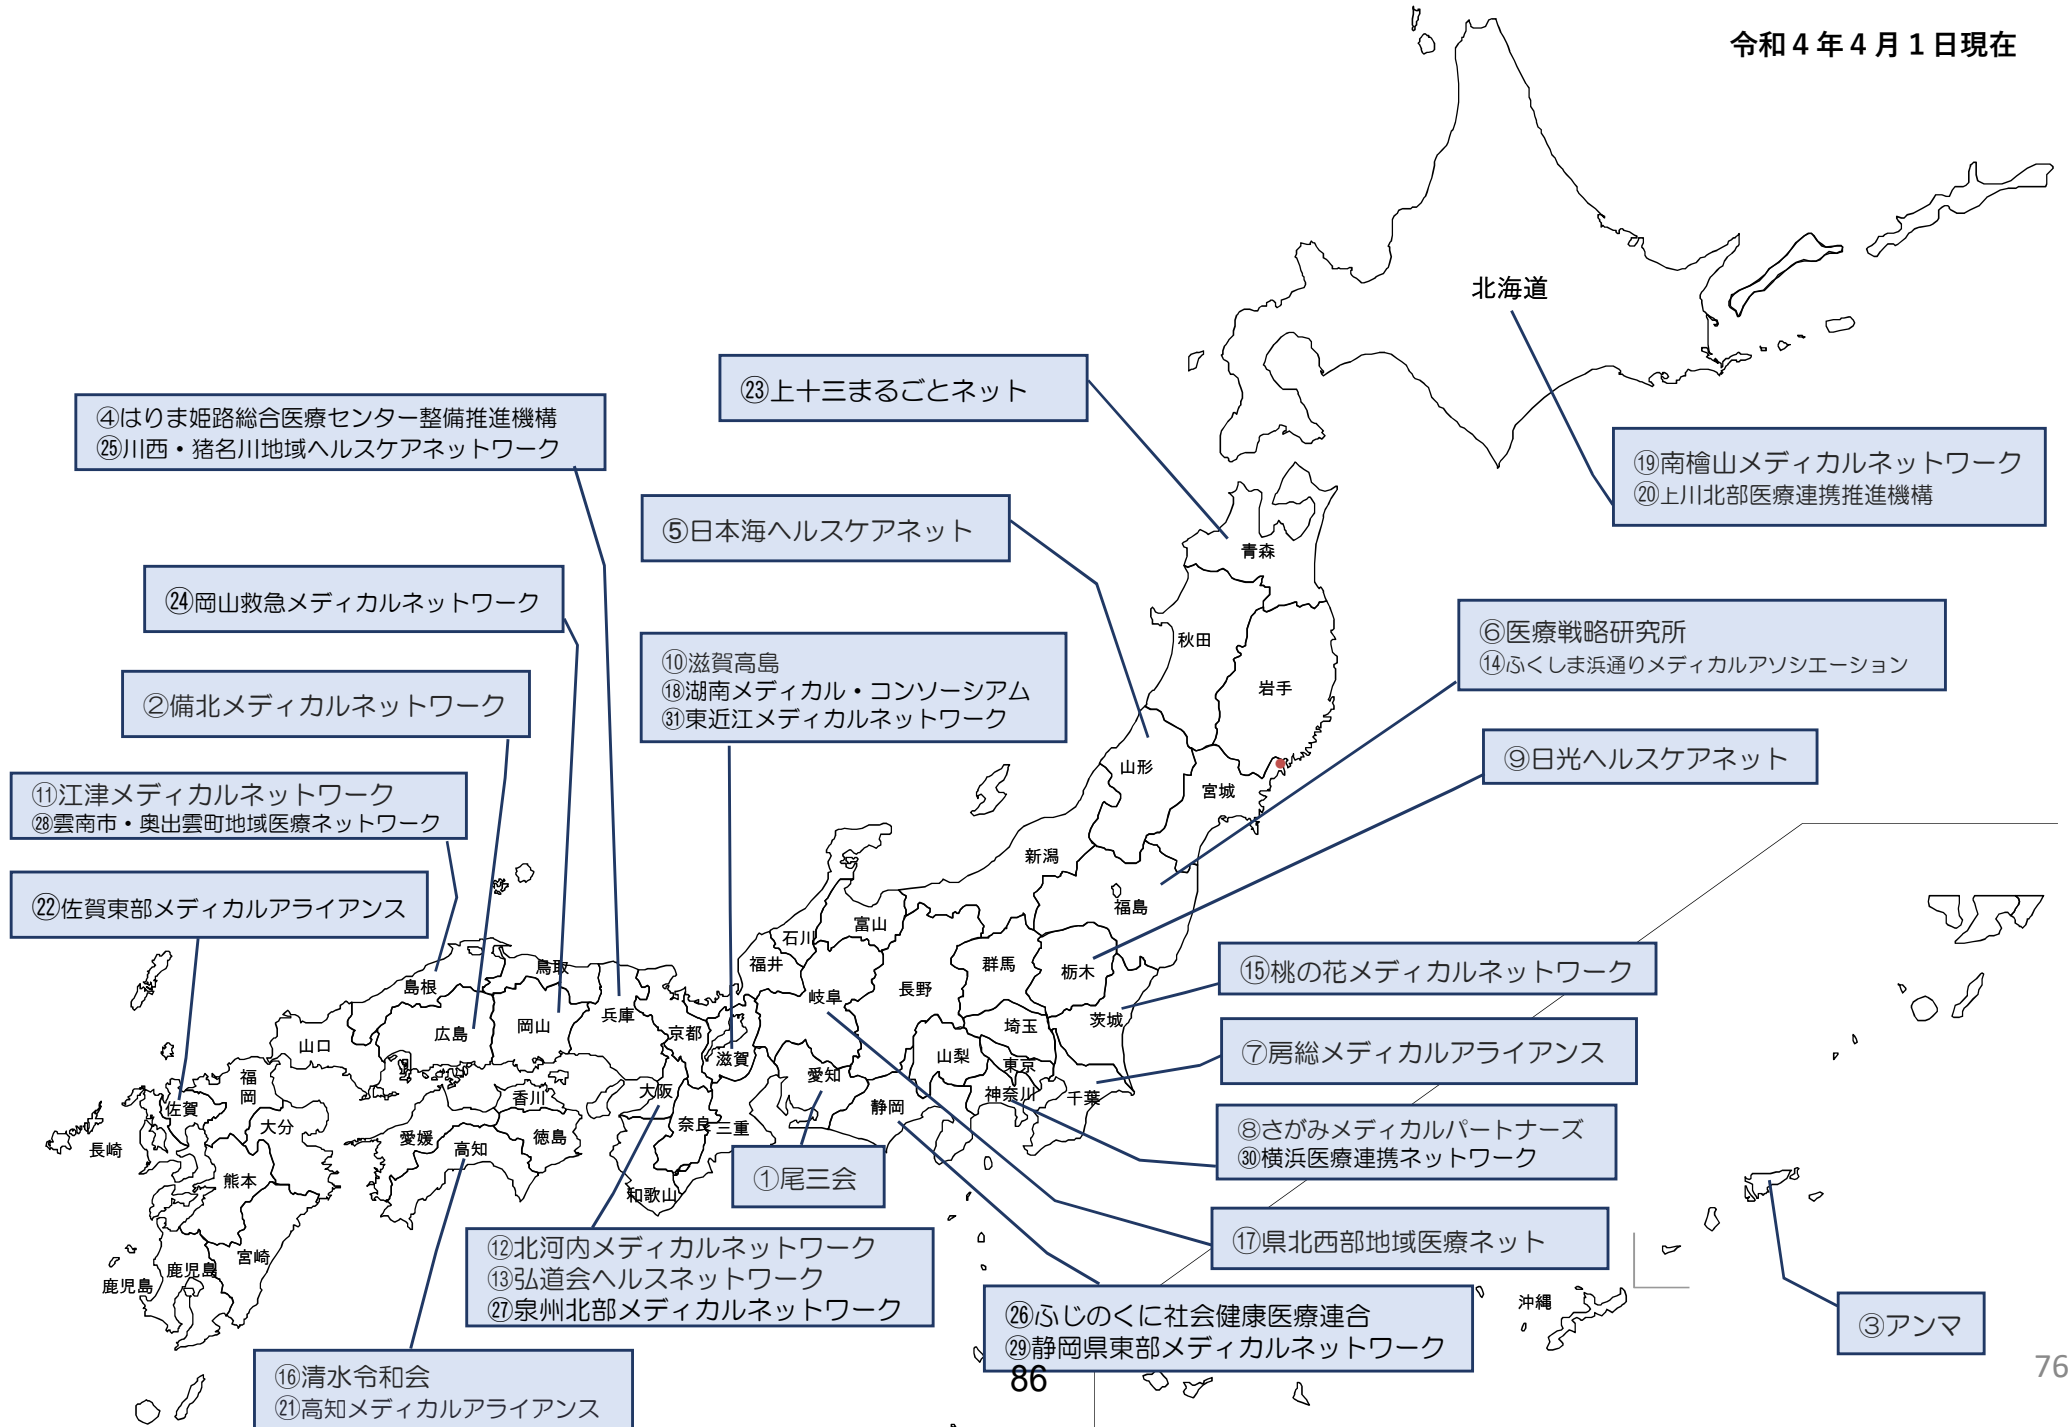 令和４年４月１日現在
北海道
㉓上十三まるごとネット
④はりま姫路総合医療センター整備推進機構
㉕川西・猪名川地域ヘルスケアネットワーク
⑲南檜山メディカルネットワーク
⑳上川北部医療連携推進機構
⑤日本海ヘルスケアネット
青森
㉔岡山救急メディカルネットワーク
秋田
⑥医療戦略研究所
⑭ふくしま浜通りメディカルアソシエーション
⑩滋賀高島
⑱湖南メディカル・コンソーシアム
㉛東近江メディカルネットワーク
岩手
②備北メディカルネットワーク
⑨日光ヘルスケアネット
山形
宮城
⑪江津メディカルネットワーク
㉘雲南市・奥出雲町地域医療ネットワーク
新潟
㉒佐賀東部メディカルアライアンス
福島
富山
石川
福井
群馬
栃木
⑮桃の花メディカルネットワーク
鳥取
島根
長野
岐阜
茨城
広島
岡山
兵庫
京都
埼玉
山口
滋賀
山梨
東京
⑦房総メディカルアライアンス
福岡
愛知
大阪
香川
神奈川
千葉
佐賀
静岡
大分
愛媛
高知
徳島
奈良
三重
⑧さがみメディカルパートナーズ
㉚横浜医療連携ネットワーク
長崎
熊本
①尾三会
和歌山
⑫北河内メディカルネットワーク
⑬弘道会ヘルスネットワーク
㉗泉州北部メディカルネットワーク
⑰県北西部地域医療ネット
宮崎
鹿児島
鹿児島
沖縄
③アンマ
㉖ふじのくに社会健康医療連合
㉙静岡県東部メディカルネットワーク
⑯清水令和会
㉑高知メディカルアライアンス
86
76